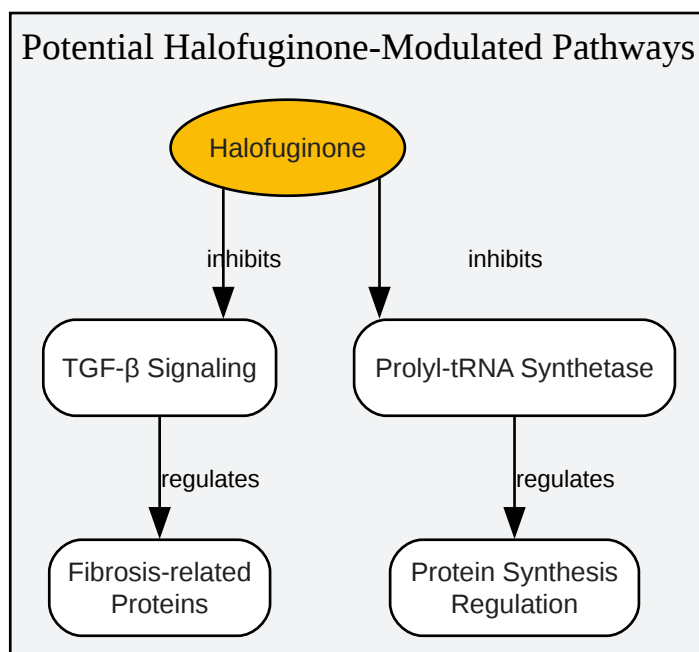 Potential Halofuginone-Modulated Pathways
Halofuginone
inhibits
inhibits
TGF-β Signaling
Prolyl-tRNA Synthetase
regulates
regulates
Fibrosis-related
Proteins
Protein Synthesis
Regulation